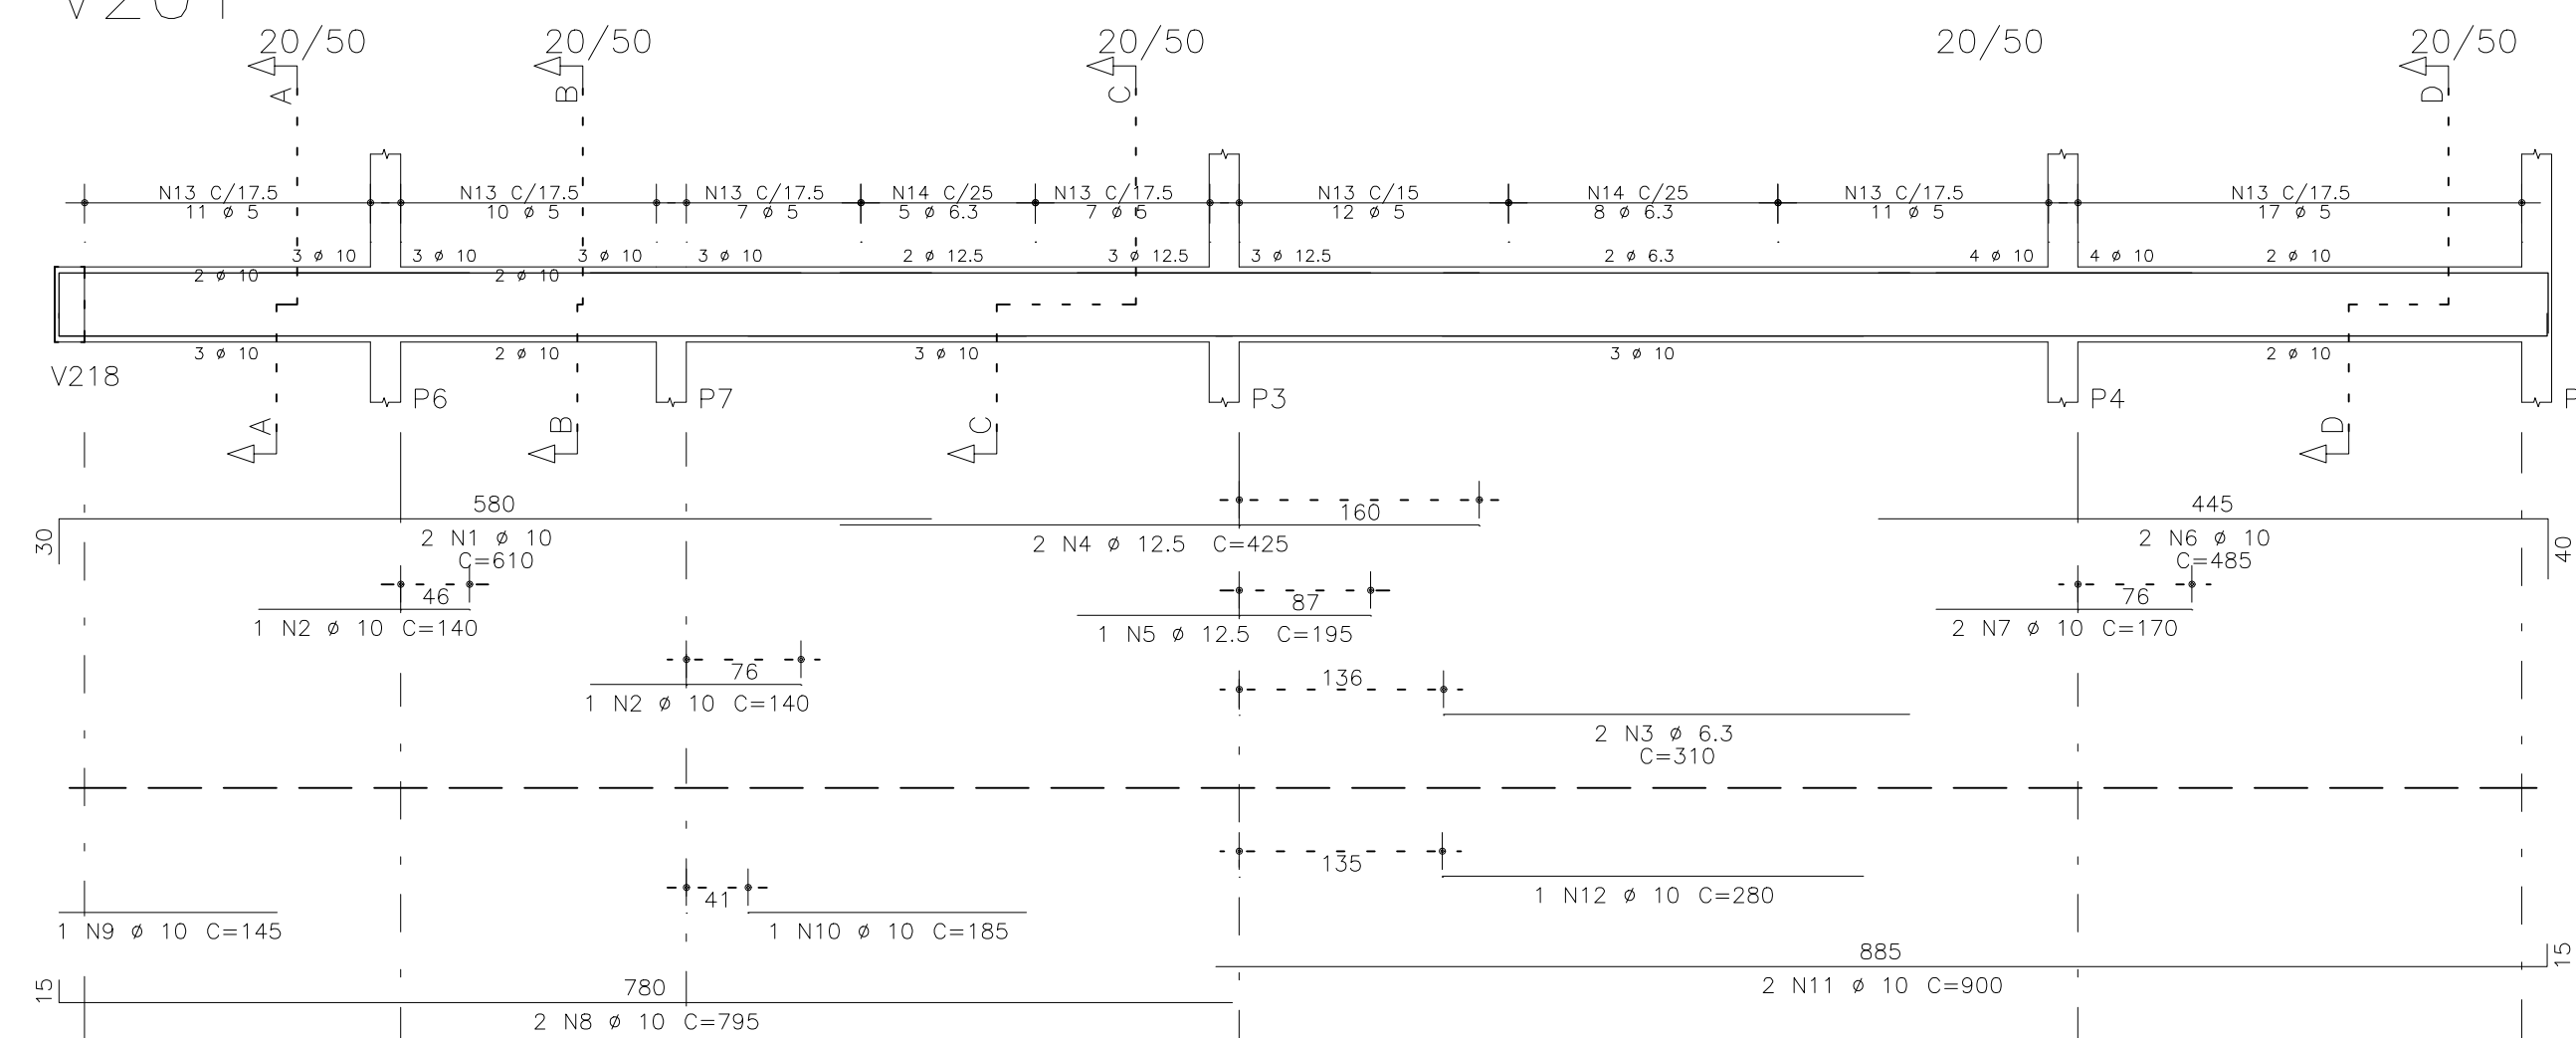 20/50 20/50 20/50 20/50 20/50
A B C D
N13 C/17.5 N13 C/17.5 N13 C/17.5 N14 C/25 N13 C/17.5 N13 C/15 N14 C/25 N13 C/17.5 N13 C/17.5
11 ø 5 10 ø 5 7 ø 5 5 ø 6.3 7 ø 5 12 ø 5 8 ø 6.3 11 ø 5 17 ø 5
3 ø 10 3 ø 10 3 ø 10 3 ø 10 2 ø 12.5 3 ø 12.5 3 ø 12.5 2 ø 6.3 4 ø 10 4 ø 10 2 ø 10
2 ø 10 2 ø 10
3 ø 10 2 ø 10 3 ø 10 3 ø 10 2 ø 10
V218
P6 P7 P3 P4 P
A B C D
580 160 445
30 2 N1 ø 10 2 N4 ø 12.5 C=425 2 N6 ø 10 40
C=610 C=485
46 87 76
1 N2 ø 10 C=140 1 N5 ø 12.5 C=195 2 N7 ø 10 C=170
76 136
1 N2 ø 10 C=140
2 N3 ø 6.3
C=310
135
1 N12 ø 10 C=280
41
1 N9 ø 10 C=145 1 N10 ø 10 C=185
885 15
2 N11 ø 10 C=900
15 780
2 N8 ø 10 C=795